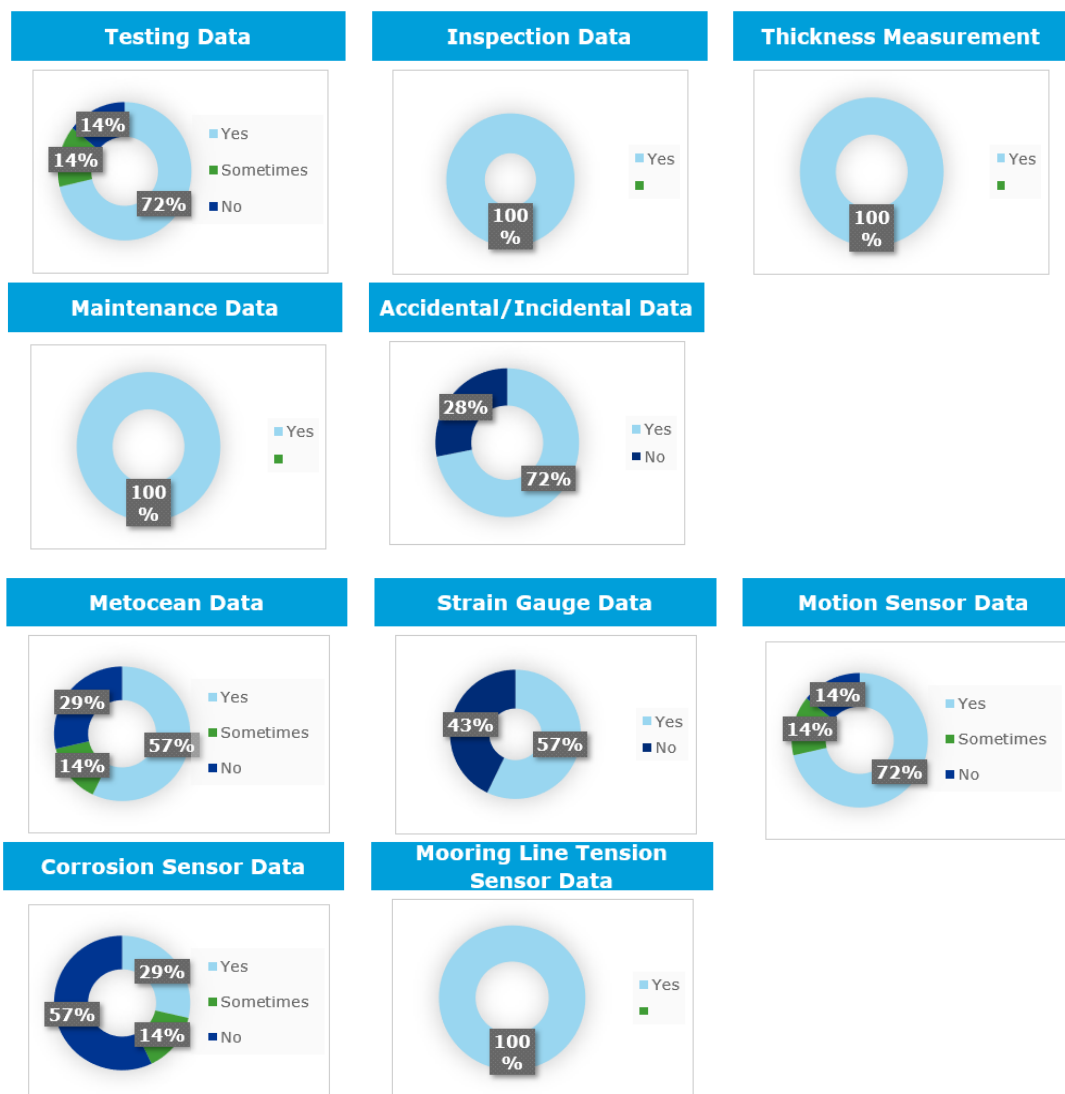 Testing Data
14%
14%
72%
Yes
Sometimes
No
Inspection Data
100
%
Yes
Thickness Measurement
100
%
Yes
Maintenance Data
100
%
Yes
Accidental/Incidental Data
28%
72%
Yes
No
Metocean Data
29%
57%
14%
Yes
Sometimes
No
Strain Gauge Data
43%
57%
Yes
No
Motion Sensor Data
14%
14%
72%
Yes
Sometimes
No
Corrosion Sensor Data
29%
57%
14%
Yes
Sometimes
No
Mooring Line Tension
Sensor Data
100
%
Yes